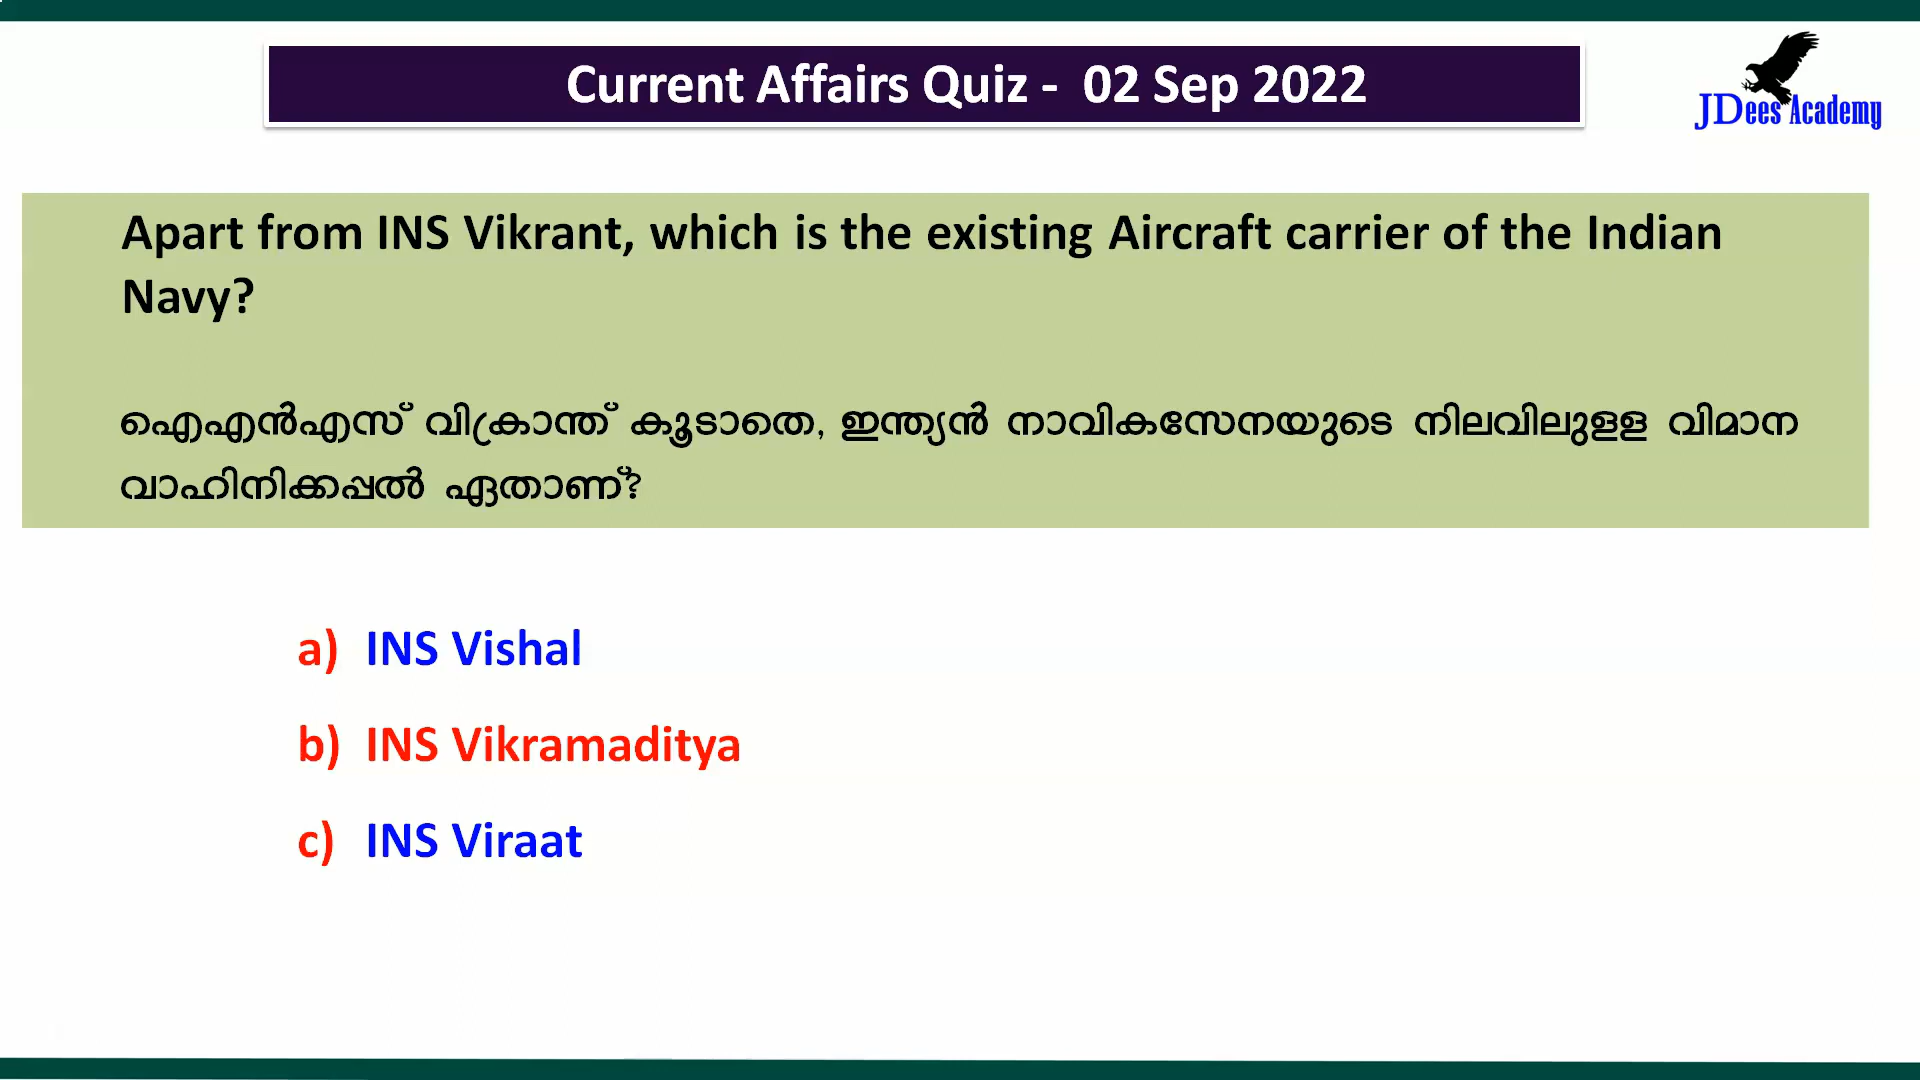 Current Affairs Quiz - 02 Sep 2022
JDees Academy
Apart from INS Vikrant, which is the existing Aircraft carrier of the Indian
Navy?
ഐഎൻഎസ് വിക്രാന്ത് കൂടാതെ, ഇന്ത്യൻ നാവികസേനയുടെ നിലവിലുളള വിമാന
വാഹിനിക്കപ്പൽ ഏതാണ്?
a) INS Vishal
b) INS Vikramaditya
c) INS Viraat